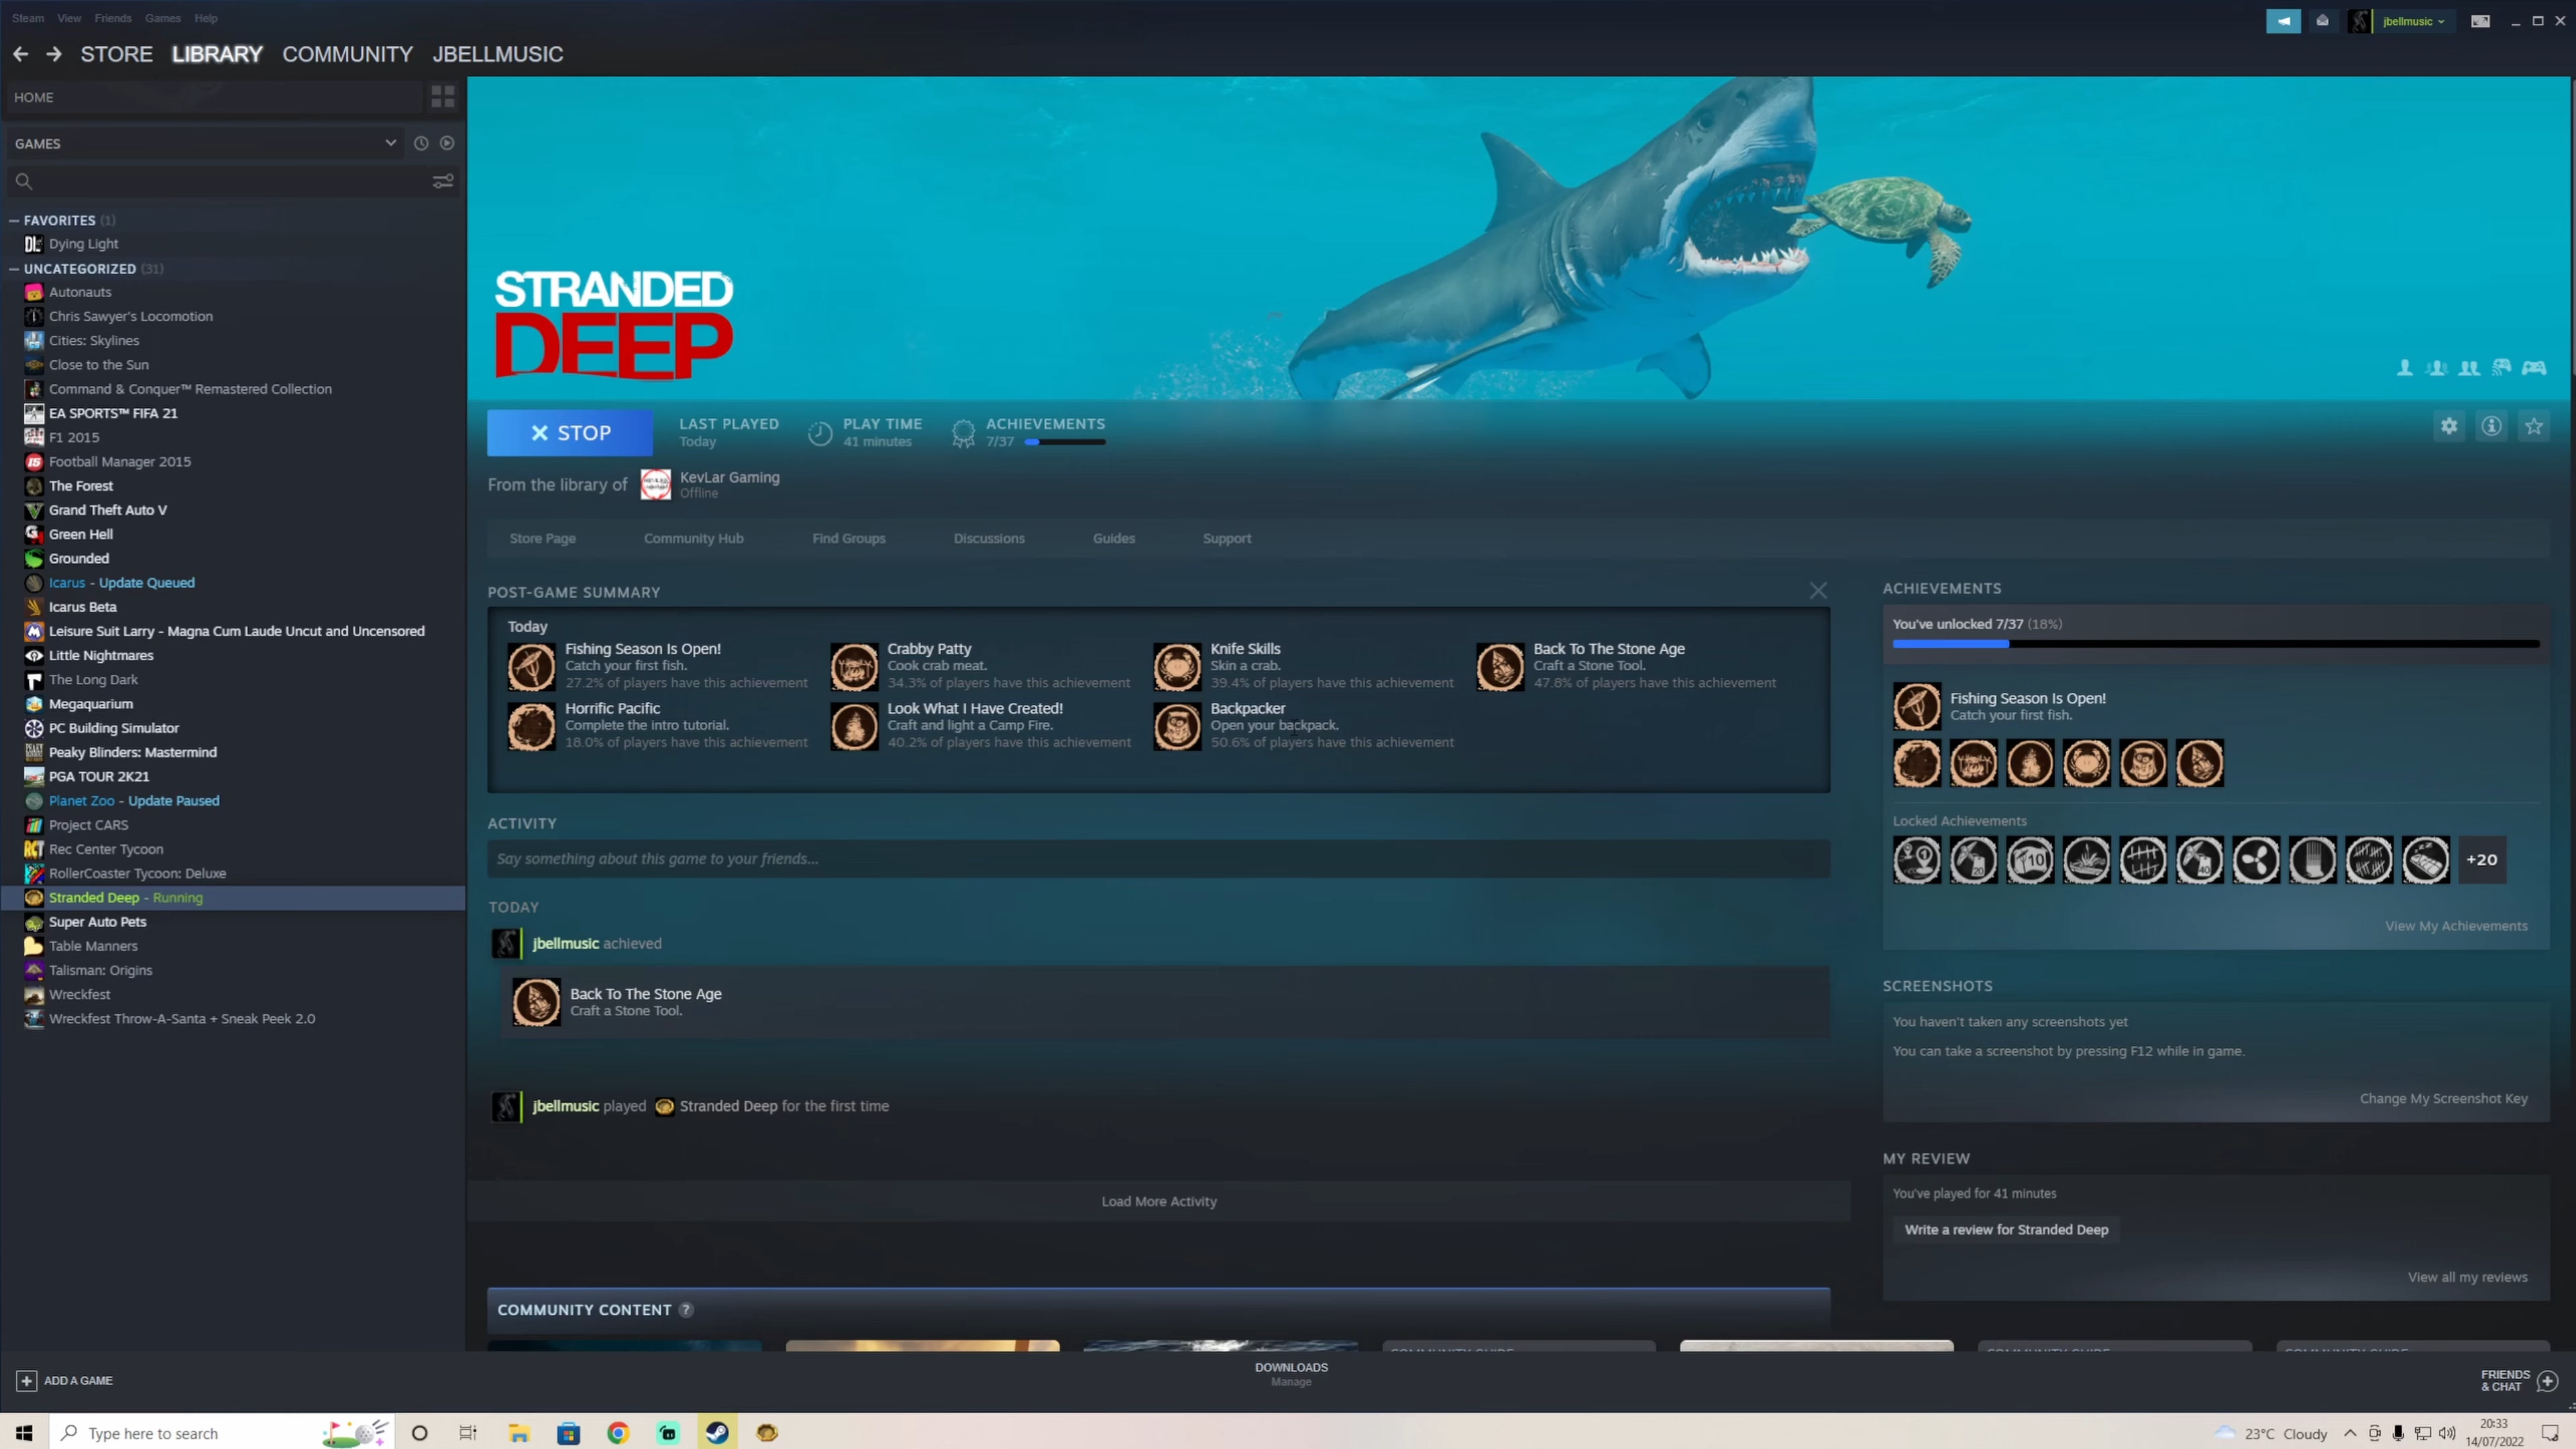 Steam View Friends Games Help
jbellmusic
STORE LIBRARY COMMUNITY JBELLMUSIC
HOME
GAMES
— FAVORITES (1)
Dying Light
— UNCATEGORIZED (31)
Autonauts
Chris Sawyer's Locomotion
Cities: Skylines
Close to the Sun
Command & Conquer™ Remastered Collection
EA SPORTS™ FIFA 21
F1 2015
Football Manager 2015
The Forest
Grand Theft Auto V
Green Hell
Grounded
Icarus - Update Queued
Icarus Beta
Leisure Suit Larry - Magna Cum Laude Uncut and Uncensored
Little Nightmares
The Long Dark
Megaquarium
PC Building Simulator
Peaky Blinders: Mastermind
PGA TOUR 2K21
Planet Zoo - Update Paused
Project CARS
Rec Center Tycoon
RollerCoaster Tycoon: Deluxe
Stranded Deep - Running
Super Auto Pets
Table Manners
Talisman: Origins
Wreckfest
Wreckfest Throw-A-Santa + Sneak Peek 2.0
STRANDED
DEEP
STOP
LAST PLAYED
Today
PLAY TIME
41 minutes
ACHIEVEMENTS
7/37
From the library of
KevLar Gaming
Offline
Store Page Community Hub Find Groups Discussions Guides Support
POST-GAME SUMMARY
Today
Fishing Season Is Open!
Catch your first fish.
27.2% of players have this achievement
Crabby Patty
Cook crab meat.
34.3% of players have this achievement
Knife Skills
Skin a crab.
39.4% of players have this achievement
Back To The Stone Age
Craft a Stone Tool.
47.8% of players have this achievement
Horrific Pacific
Complete the intro tutorial.
18.0% of players have this achievement
Look What I Have Created!
Craft and light a Camp Fire.
40.2% of players have this achievement
Backpacker
Open your backpack.
50.6% of players have this achievement
ACTIVITY
Say something about this game to your friends...
TODAY
jbellmusic achieved
Back To The Stone Age
Craft a Stone Tool.
jbellmusic played Stranded Deep for the first time
Load More Activity
COMMUNITY CONTENT ?
ACHIEVEMENTS
You've unlocked 7/37 (18%)
Fishing Season Is Open!
Catch your first fish.
Locked Achievements
+20
View My Achievements
SCREENSHOTS
You haven't taken any screenshots yet
You can take a screenshot by pressing F12 while in game.
Change My Screenshot Key
MY REVIEW
You've played for 41 minutes
Write a review for Stranded Deep
View all my reviews
ADD A GAME
DOWNLOADS
Manage
FRIENDS
& CHAT
Type here to search
23°C Cloudy
20:33
14/07/2022